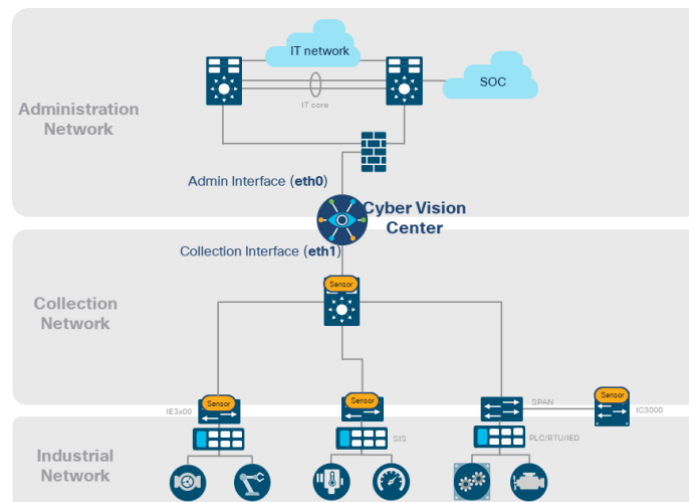 IT network
SOC
IT core
Administration
Network
Admin Interface (eth0)
Cyber Vision
Center
Collection Interface (eth1)
Sensor
Collection
Network
Sensor
Sensor
SPAN
Sensor
IE3x00
IC3000
SIS
PLC/RTU/IED
Industrial
Network